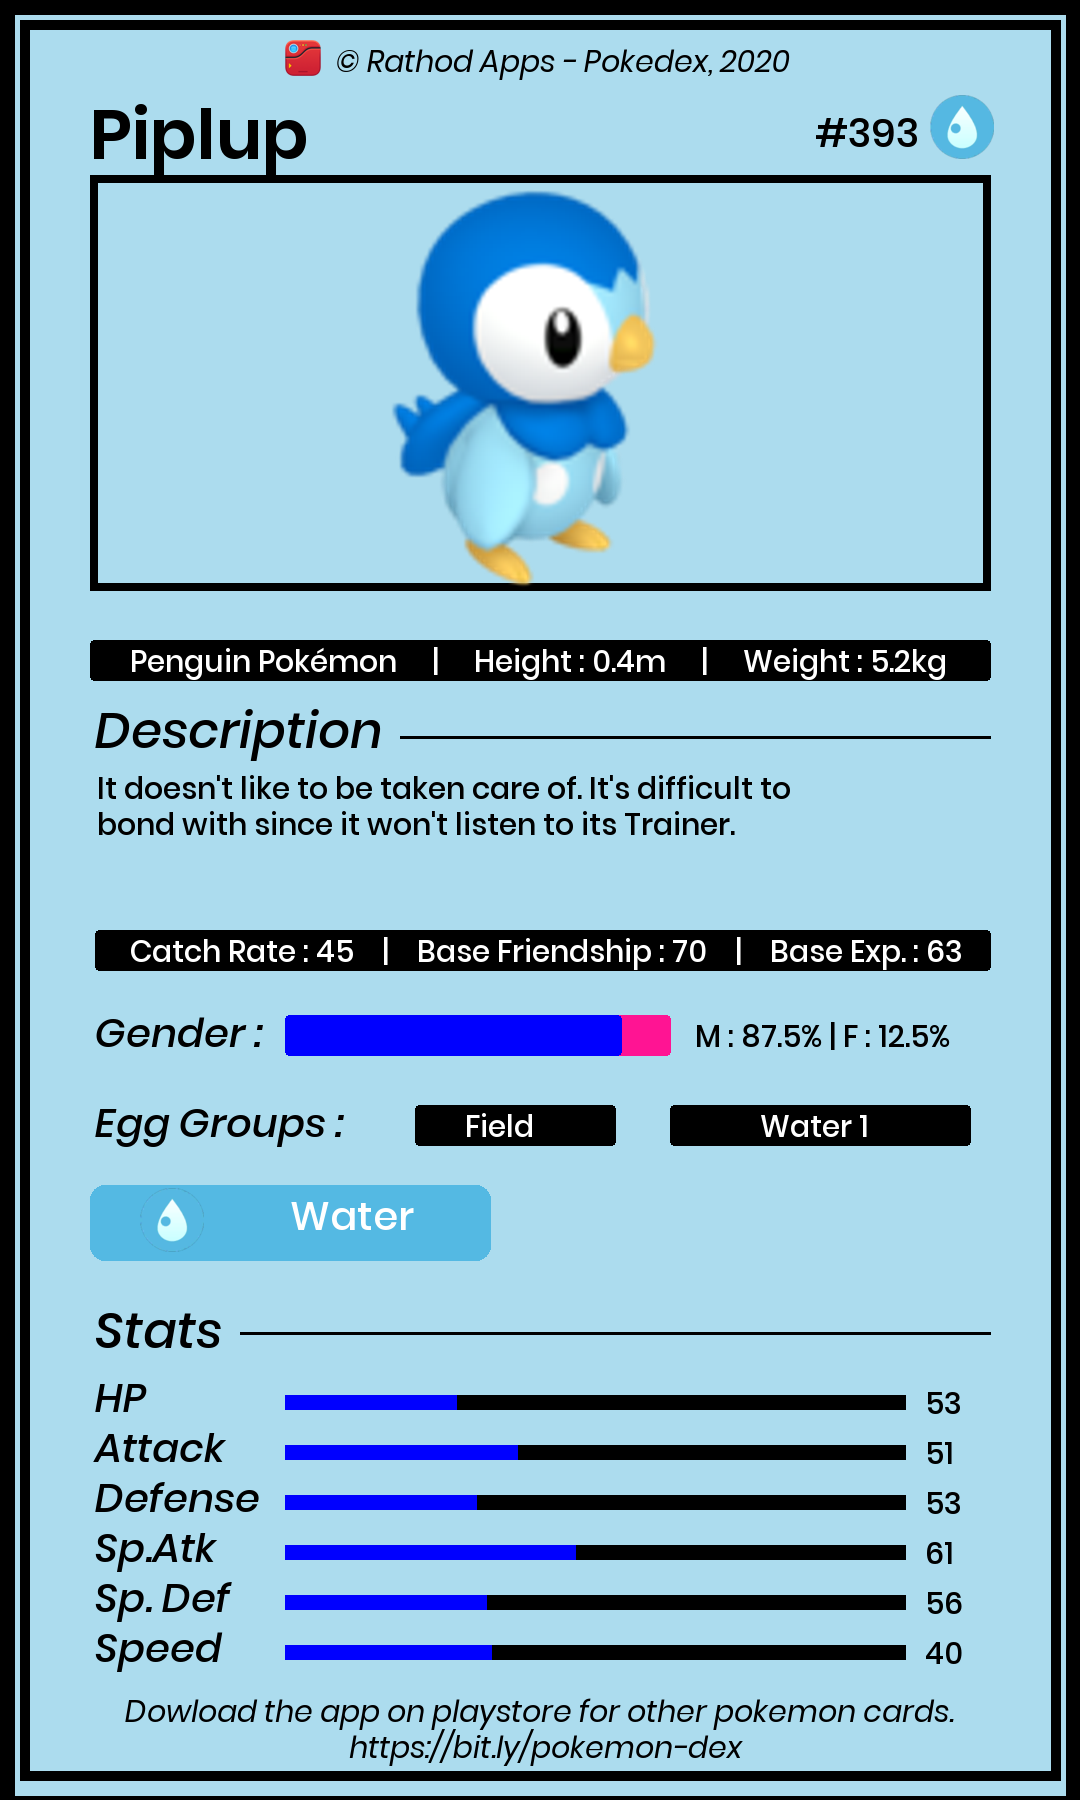 © Rathod Apps - Pokedex, 2020
Piplup
#393
Penguin Pokémon | Height : 0.4m | Weight : 5.2kg
Description
It doesn't like to be taken care of. It's difficult to
bond with since it won't listen to its Trainer.
Catch Rate : 45 | Base Friendship : 70 | Base Exp. : 63
Gender : M : 87.5% | F : 12.5%
Egg Groups : Field Water 1
Water
Stats
HP 53
Attack 51
Defense 53
Sp.Atk 61
Sp. Def 56
Speed 40
Dowload the app on playstore for other pokemon cards.
https://bit.ly/pokemon-dex